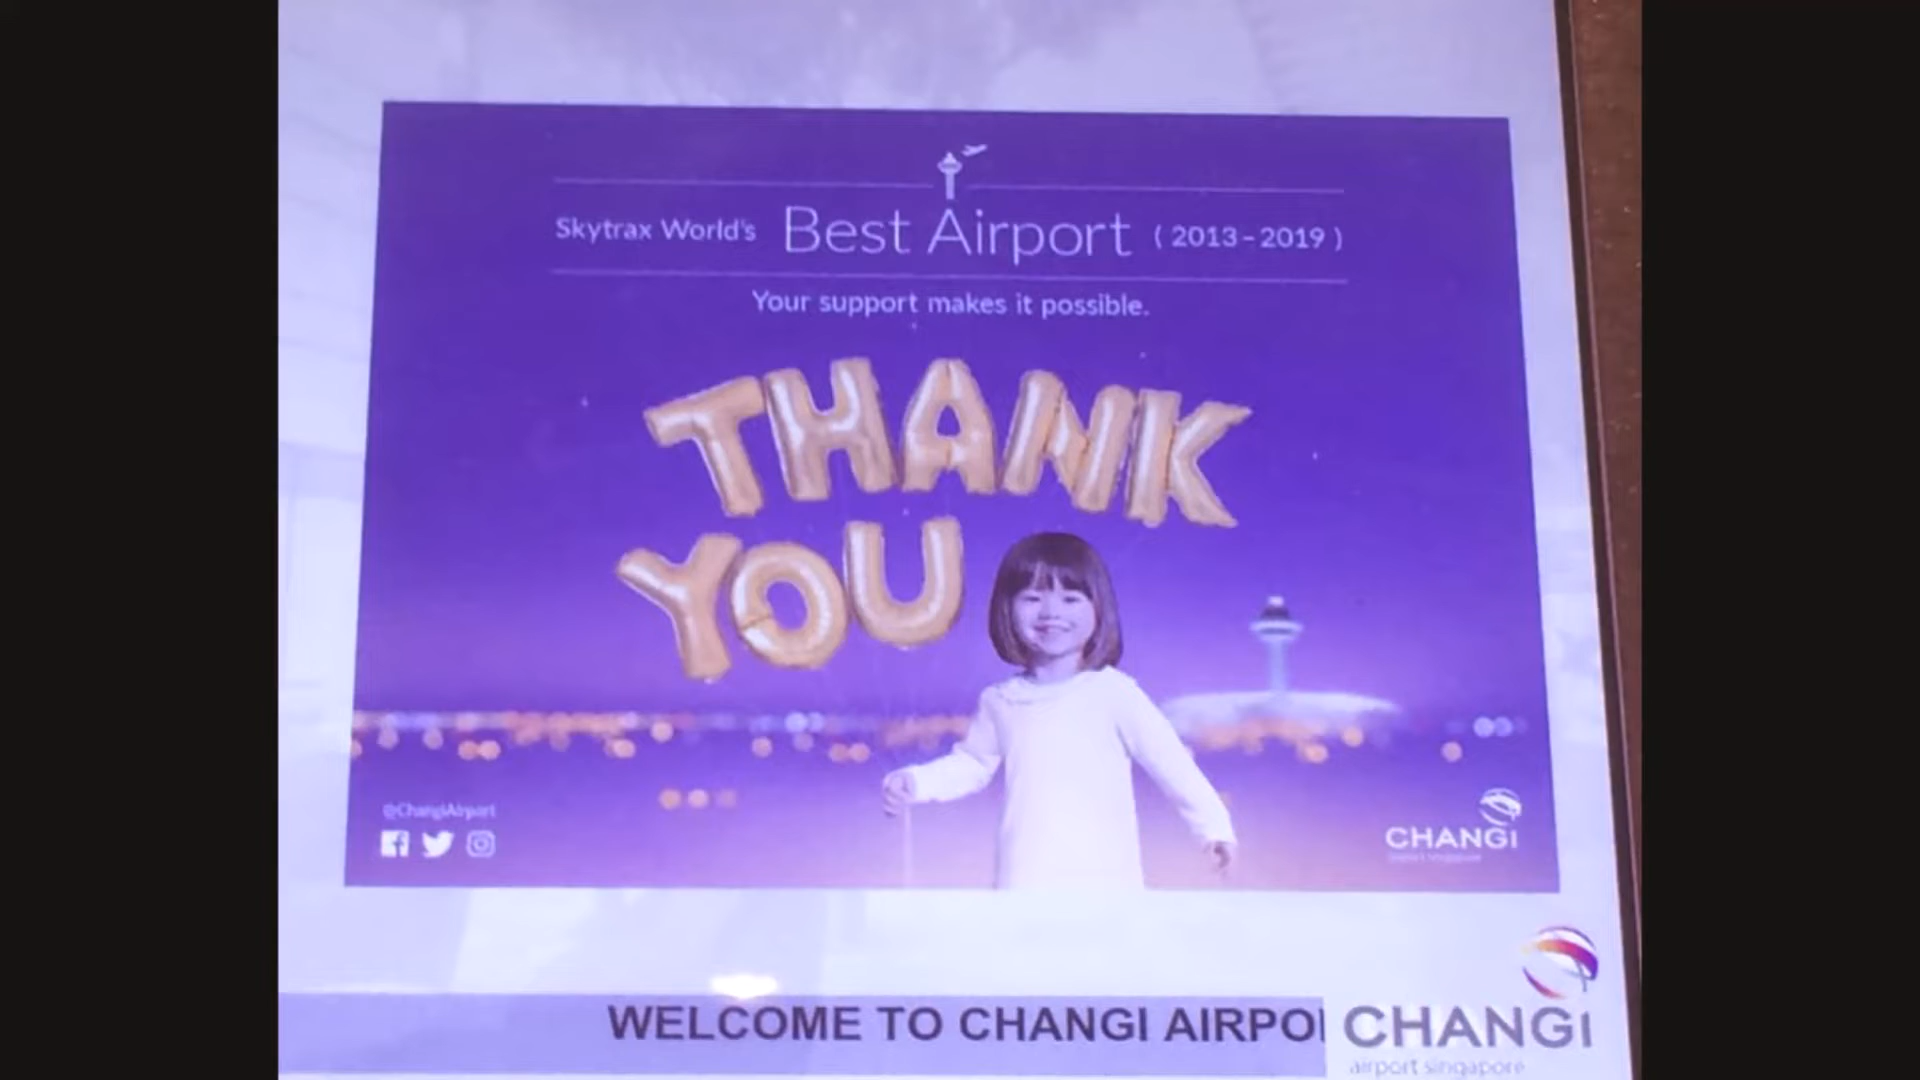 Skytrax World's Best Airport (2013-2019)
Your support makes it possible.
THANK
YOU
@ChangiAirport
CHANGI
WELCOME TO CHANGI AIRPO
CHANGI
airport singapore